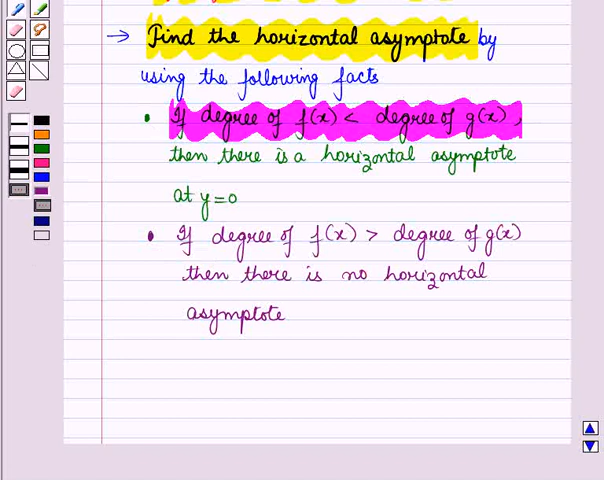 → Find the horizontal asymptote by
using the following facts
• If degree of f(x) < degree of g(x),
then there is a horizontal asymptote
at y=0
• If degree of f(x) > degree of g(x)
then there is no horizontal
asymptote